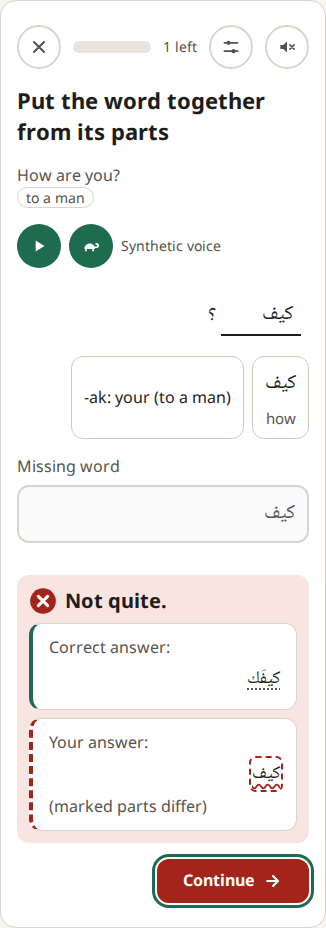 1 left
Put the word together
from its parts
How are you?
to a man
Synthetic voice
كيف ؟
كيف
how
-ak: your (to a man)
Missing word
كيف
Not quite.
Correct answer:
كيفَك
Your answer:
كيف
(marked parts differ)
Continue →